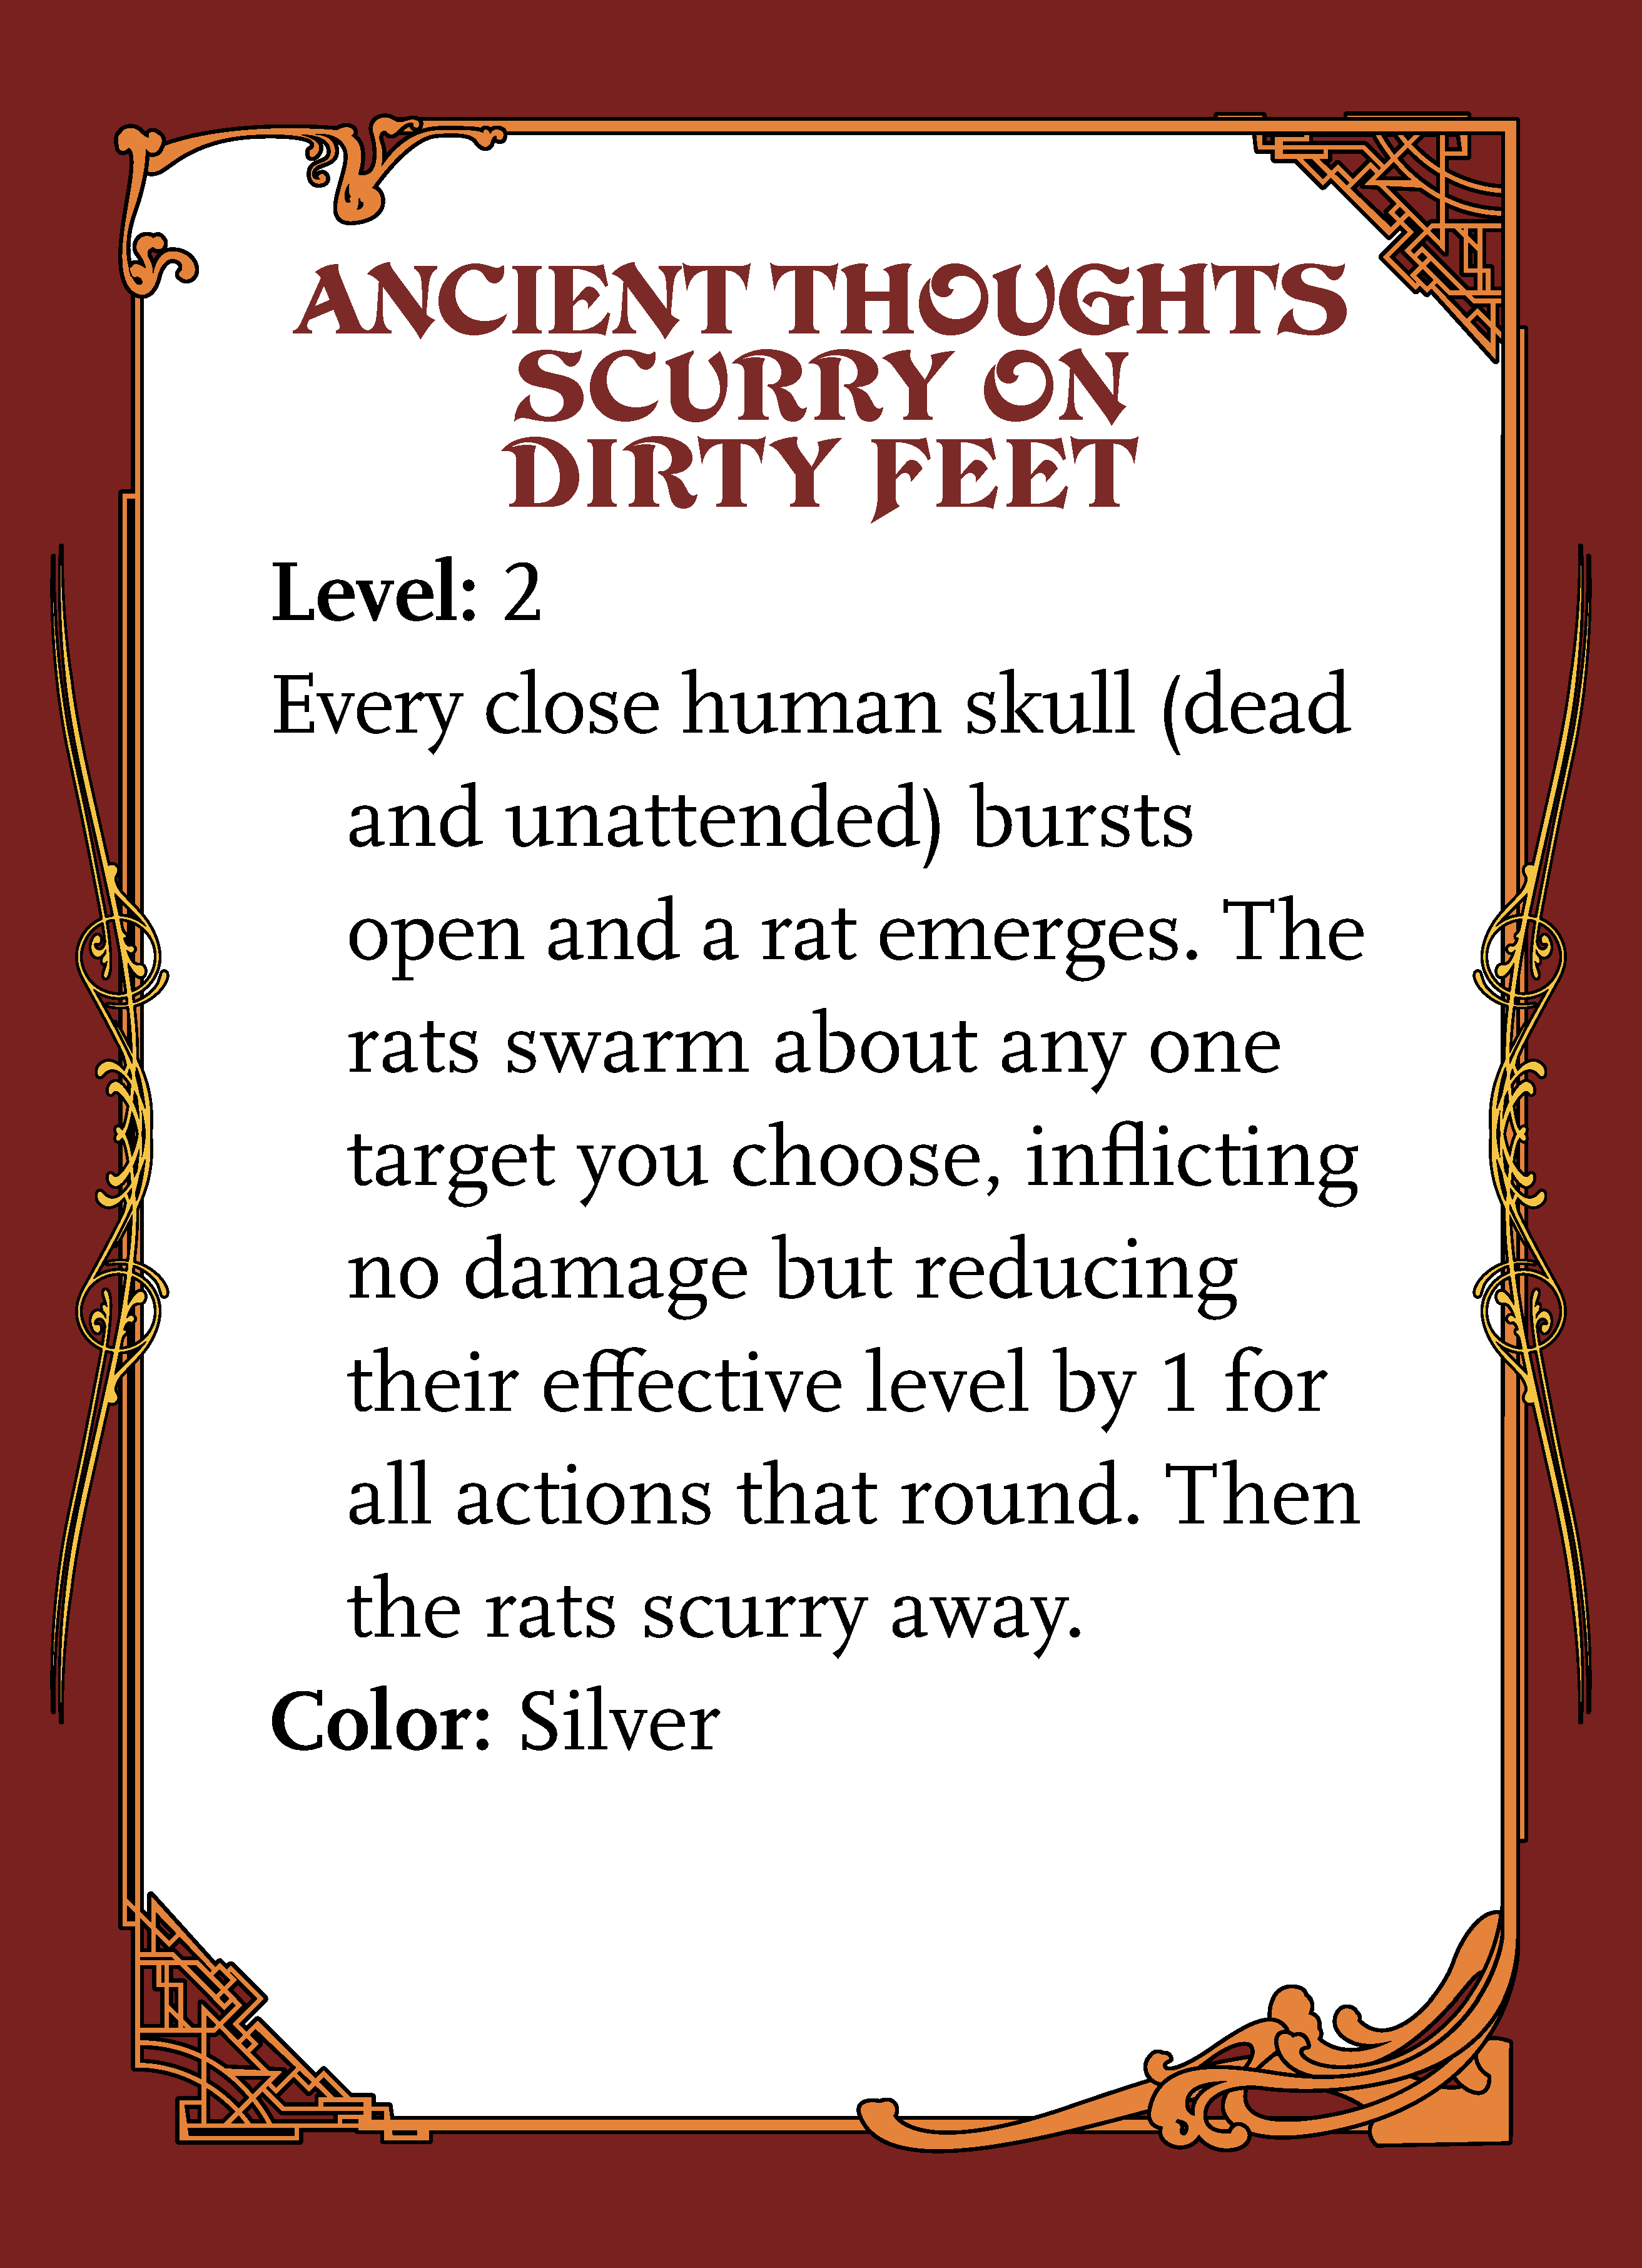 ANCIENT THOUGHTS
SCURRY ON
DIRTY FEET
Level: 2
Every close human skull (dead
and unattended) bursts
open and a rat emerges. The
rats swarm about any one
target you choose, inflicting
no damage but reducing
their effective level by 1 for
all actions that round. Then
the rats scurry away.
Color: Silver